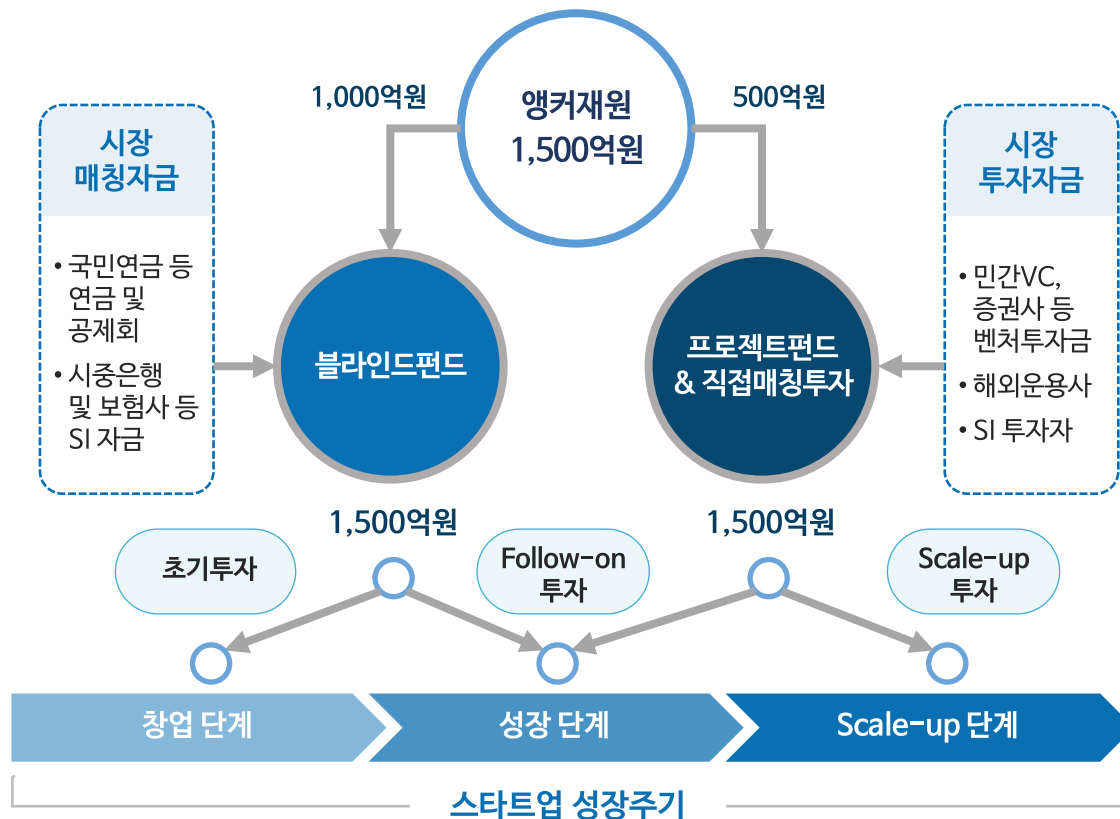 앵커재원
1,500억원
1,000억원
500억원
시장
매칭자금
• 국민연금 등
연금 및
공제회
• 시중은행
및 보험사 등
SI 자금
블라인드펀드
프로젝트펀드
& 직접매칭투자
시장
투자자금
• 민간VC,
증권사 등
벤처투자금
• 해외운용사
• SI 투자자
1,500억원
1,500억원
초기투자
Follow-on
투자
Scale-up
투자
창업 단계
성장 단계
Scale-up 단계
스타트업 성장주기